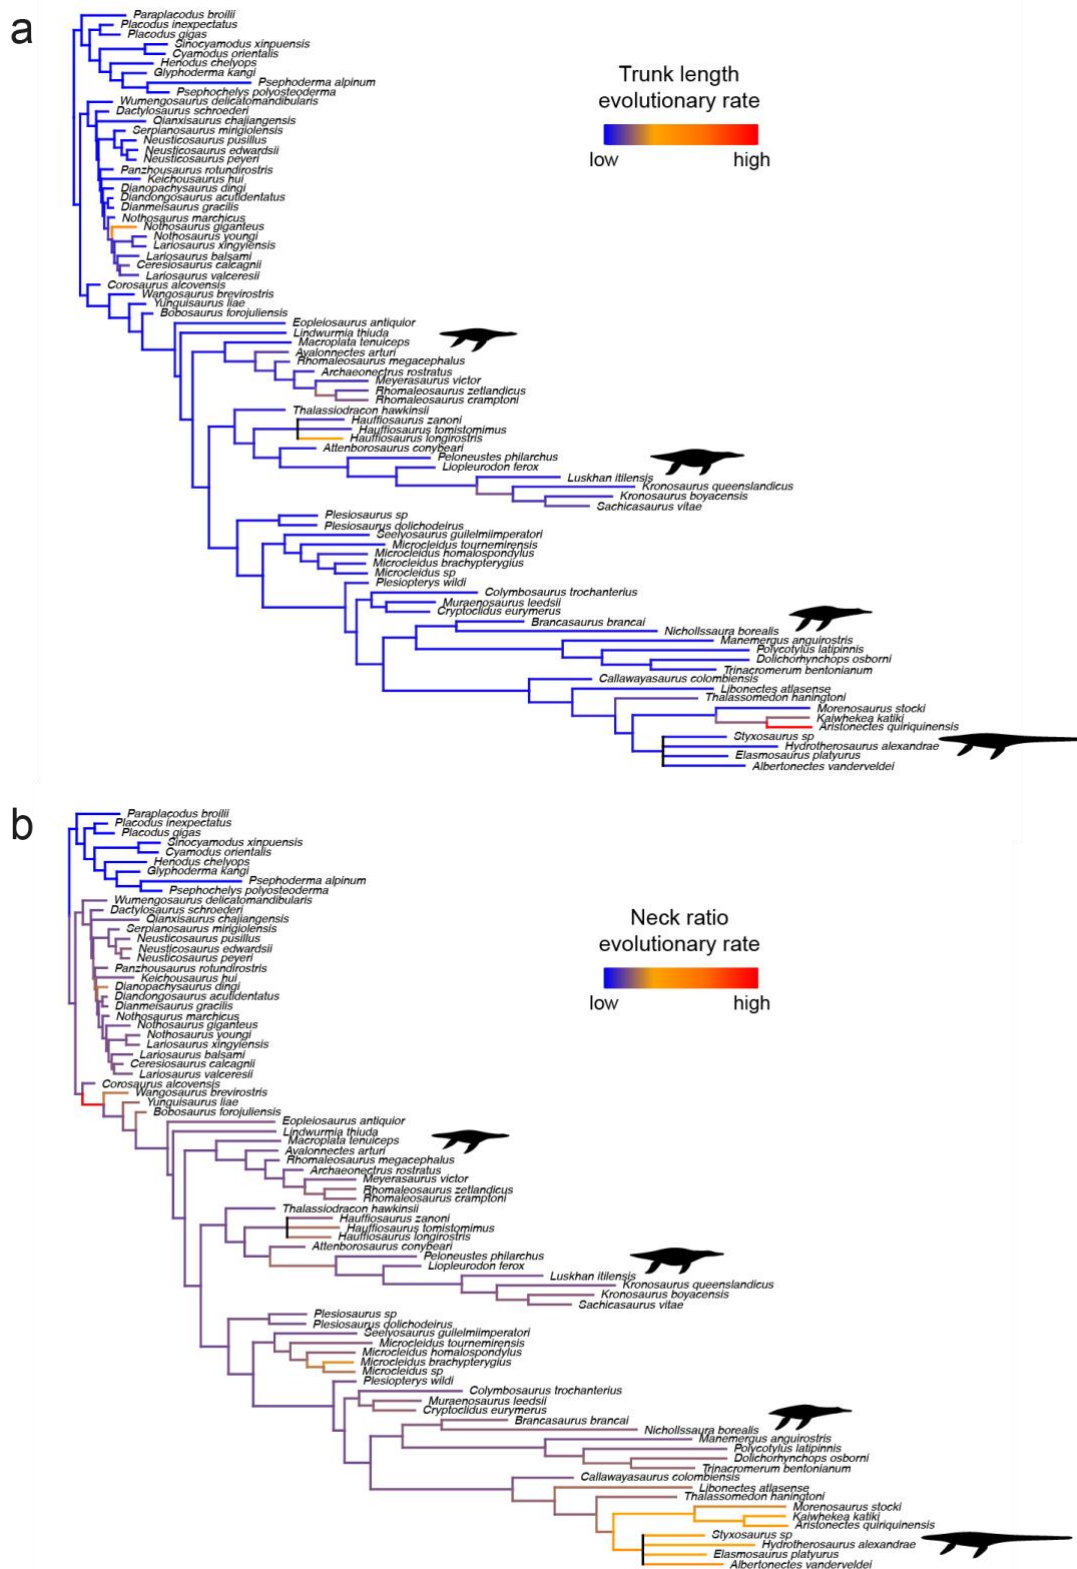 a
Paraplacodus broilii
Placodus inexpectatus
Placodus gigas
Sinocyamodus xinpuensis
Cyamodus orientalis
Henodus chelyops
Glyphoderma kangi
Psephoderma alpinum
Psephochelys polyosteoderma
Wumengosaurus delicatomandibularis
Dactylosaurus schroederi
Qianxisaurus chajiangensis
Serpianosaurus mirigiolensis
Neusticosaurus pusillus
Neusticosaurus edwardsii
Neusticosaurus peyeri
Panzhousaurus rotundirostris
Keichousaurus hui
Dianopachysaurus dingi
Diandongosaurus acutidentatus
Dianmeisaurus gracilis
Nothosaurus marchicus
Nothosaurus giganteus
Nothosaurus youngi
Lariosaurus xingyiensis
Lariosaurus balsami
Ceresiosaurus calcagnii
Lariosaurus valceresii
Corosaurus alcovensis
Wangosaurus brevirostris
Yunguisaurus liae
Bobosaurus forojuliensis
Eopleiosaurus antiquior
Lindwurmia thiuda
Macroplata tenuiceps
Avalonnectes arturi
Rhomaleosaurus megacephalus
Archaeonectrus rostratus
Meyerasaurus victor
Rhomaleosaurus zetlandicus
Rhomaleosaurus cramptoni
Thalassiodracon hawkinsii
Hauffiosaurus zanoni
Hauffiosaurus tomistomimus
Hauffiosaurus longirostris
Attenborosaurus conybeari
Peloneustes philarchus
Liopleurodon ferox
Luskhan itilensis
Kronosaurus queenslandicus
Kronosaurus boyacensis
Sachicasaurus vitae
Plesiosaurus sp
Plesiosaurus dolichodeirus
Seelyosaurus guilelmiimperatori
Microcleidus tournemirensis
Microcleidus homalospondylus
Microcleidus brachypterygius
Microcleidus sp
Plesiopterys wildi
Colymbosaurus trochanterius
Muraenosaurus leedsii
Cryptoclidus eurymerus
Brancasaurus brancai
Nichollssaura borealis
Manemergus anguirostris
Polycotylus latipinnis
Dolichorhynchops osborni
Trinacromerum bentonianum
Callawayasaurus colombiensis
Libonectes atlasense
Thalassomedon haningtoni
Morenosaurus stocki
Kaiwhekea katiki
Aristonectes quiriquinensis
Styxosaurus sp
Hydrotherosaurus alexandrae
Elasmosaurus platyurus
Albertonectes vanderveldei
Trunk length
evolutionary rate
low high
b
Paraplacodus broilii
Placodus inexpectatus
Placodus gigas
Sinocyamodus xinpuensis
Cyamodus orientalis
Henodus chelyops
Glyphoderma kangi
Psephoderma alpinum
Psephochelys polyosteoderma
Wumengosaurus delicatomandibularis
Dactylosaurus schroederi
Qianxisaurus chajiangensis
Serpianosaurus mirigiolensis
Neusticosaurus pusillus
Neusticosaurus edwardsii
Neusticosaurus peyeri
Panzhousaurus rotundirostris
Keichousaurus hui
Dianopachysaurus dingi
Diandongosaurus acutidentatus
Dianmeisaurus gracilis
Nothosaurus marchicus
Nothosaurus giganteus
Nothosaurus youngi
Lariosaurus xingyiensis
Lariosaurus balsami
Ceresiosaurus calcagnii
Lariosaurus valceresii
Corosaurus alcovensis
Wangosaurus brevirostris
Yunguisaurus liae
Bobosaurus forojuliensis
Eopleiosaurus antiquior
Lindwurmia thiuda
Macroplata tenuiceps
Avalonnectes arturi
Rhomaleosaurus megacephalus
Archaeonectrus rostratus
Meyerasaurus victor
Rhomaleosaurus zetlandicus
Rhomaleosaurus cramptoni
Thalassiodracon hawkinsii
Hauffiosaurus zanoni
Hauffiosaurus tomistomimus
Hauffiosaurus longirostris
Attenborosaurus conybeari
Peloneustes philarchus
Liopleurodon ferox
Luskhan itilensis
Kronosaurus queenslandicus
Kronosaurus boyacensis
Sachicasaurus vitae
Plesiosaurus sp
Plesiosaurus dolichodeirus
Seelyosaurus guilelmiimperatori
Microcleidus tournemirensis
Microcleidus homalospondylus
Microcleidus brachypterygius
Microcleidus sp
Plesiopterys wildi
Colymbosaurus trochanterius
Muraenosaurus leedsii
Cryptoclidus eurymerus
Brancasaurus brancai
Nichollssaura borealis
Manemergus anguirostris
Polycotylus latipinnis
Dolichorhynchops osborni
Trinacromerum bentonianum
Callawayasaurus colombiensis
Libonectes atlasense
Thalassomedon haningtoni
Morenosaurus stocki
Kaiwhekea katiki
Aristonectes quiriquinensis
Styxosaurus sp
Hydrotherosaurus alexandrae
Elasmosaurus platyurus
Albertonectes vanderveldei
Neck ratio
evolutionary rate
low high